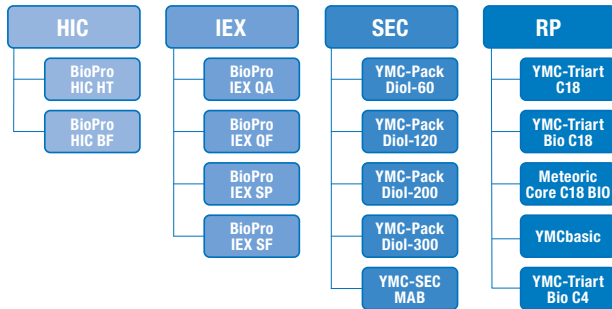 HIC
BioPro
HIC HT
BioPro
HIC BF
IEX
BioPro
IEX QA
BioPro
IEX QF
BioPro
IEX SP
BioPro
IEX SF
SEC
YMC-Pack
Diol-60
YMC-Pack
Diol-120
YMC-Pack
Diol-200
YMC-Pack
Diol-300
YMC-SEC
MAB
RP
YMC-Triart
C18
YMC-Triart
Bio C18
Meteoric
Core C18 BIO
YMCbasic
YMC-Triart
Bio C4